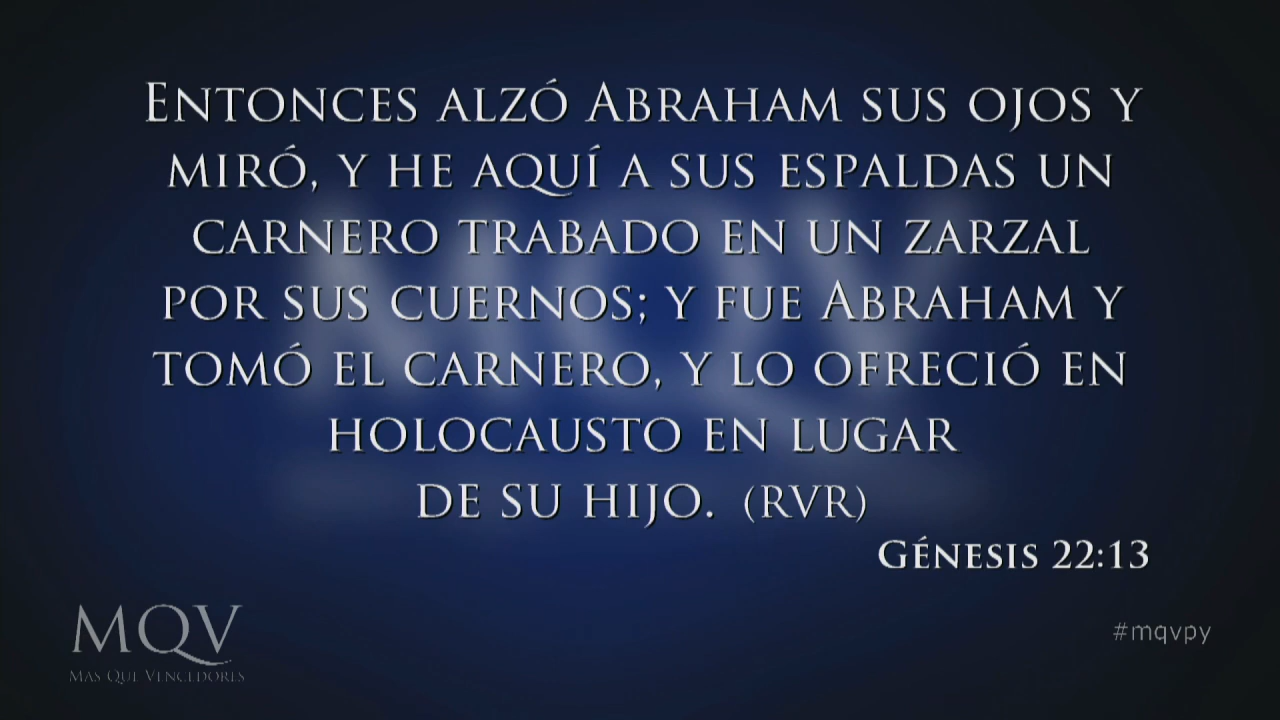 Entonces alzó Abraham sus ojos y
miró, y he aquí a sus espaldas un
carnero trabado en un zarzal
por sus cuernos; y fue Abraham y
tomó el carnero, y lo ofreció en
holocausto en lugar
de su hijo. (RVR)
Génesis 22:13
MQV
Mas Que Vencedores
#mqvpy